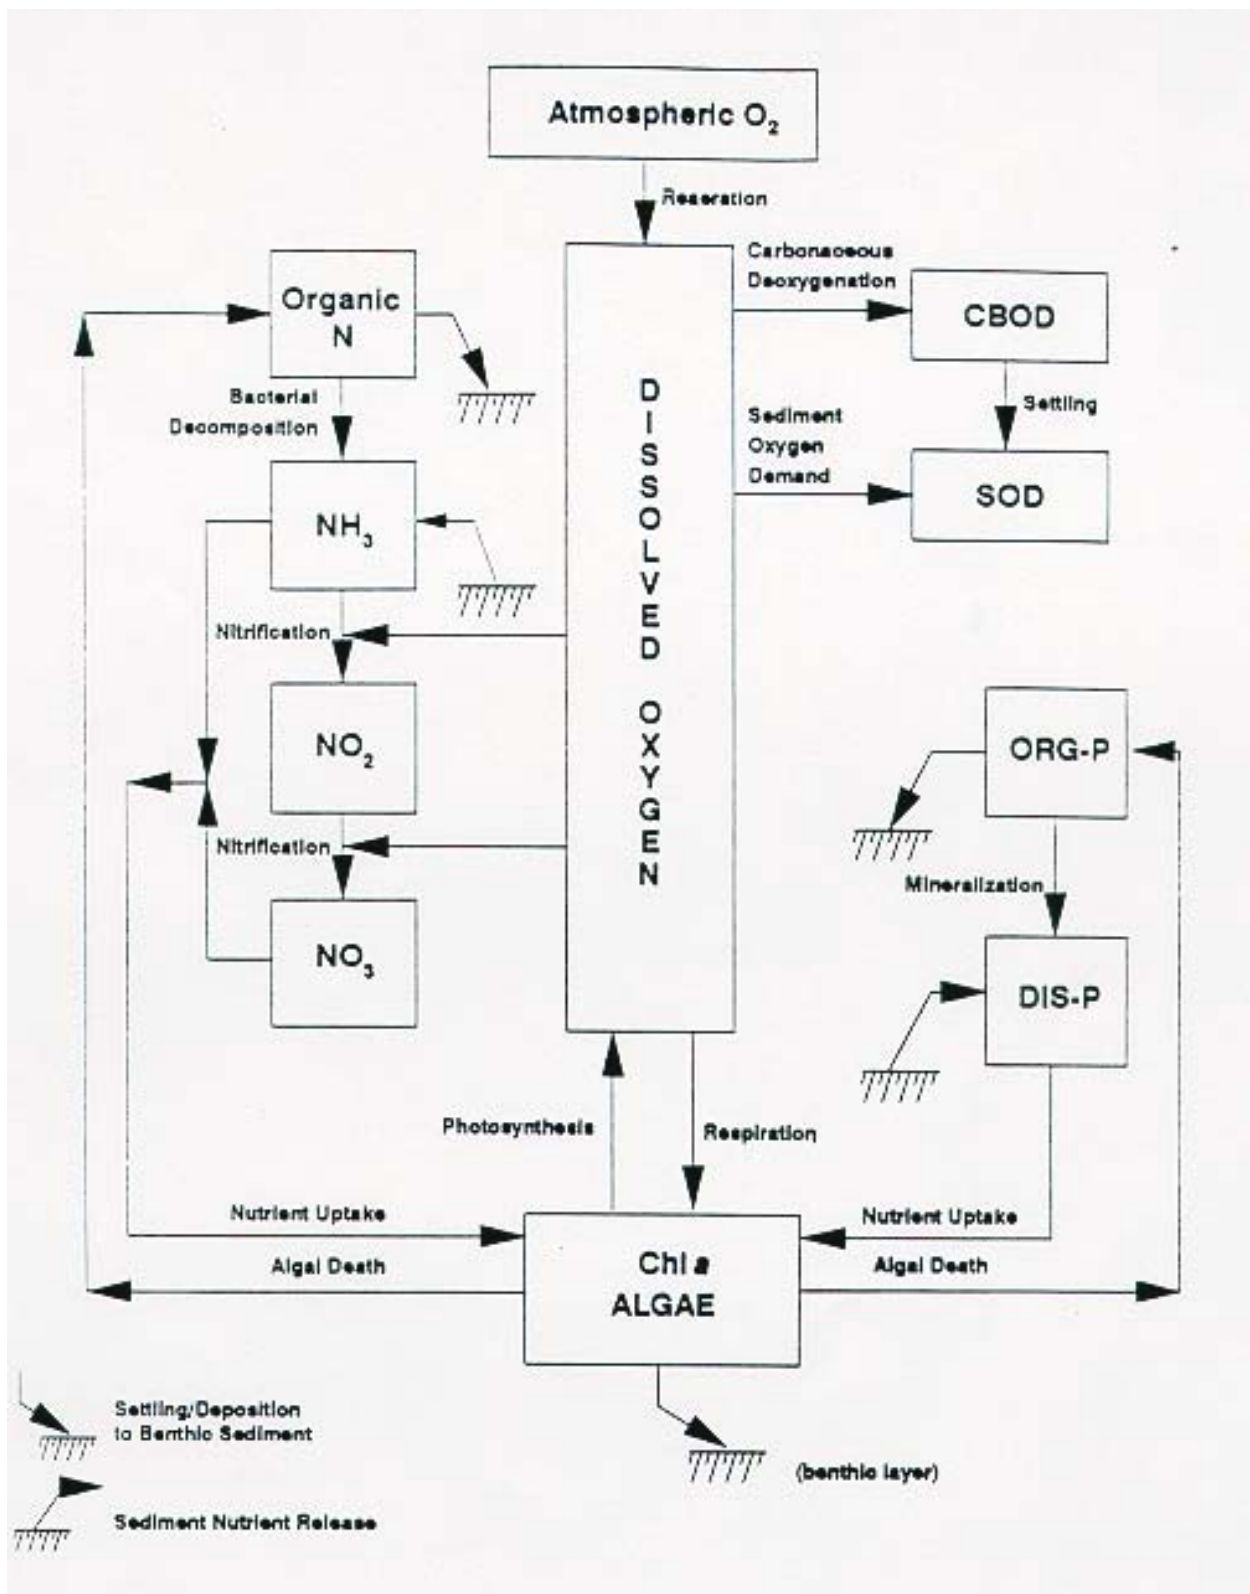 Atmospheric O₂
Reaeration
Carbonaceous
Deoxygenation
CBOD
Settling
Sediment
Oxygen
Demand
SOD
Organic
N
Bacterial
Decomposition
NH₃
Nitrification
NO₂
Nitrification
NO₃
DISSOLVED OXYGEN
ORG-P
Mineralization
DIS-P
Photosynthesis
Respiration
Nutrient Uptake
Nutrient Uptake
Algal Death
Algal Death
Chl a
ALGAE
Settling/Deposition
to Benthic Sediment
(benthic layer)
Sediment Nutrient Release